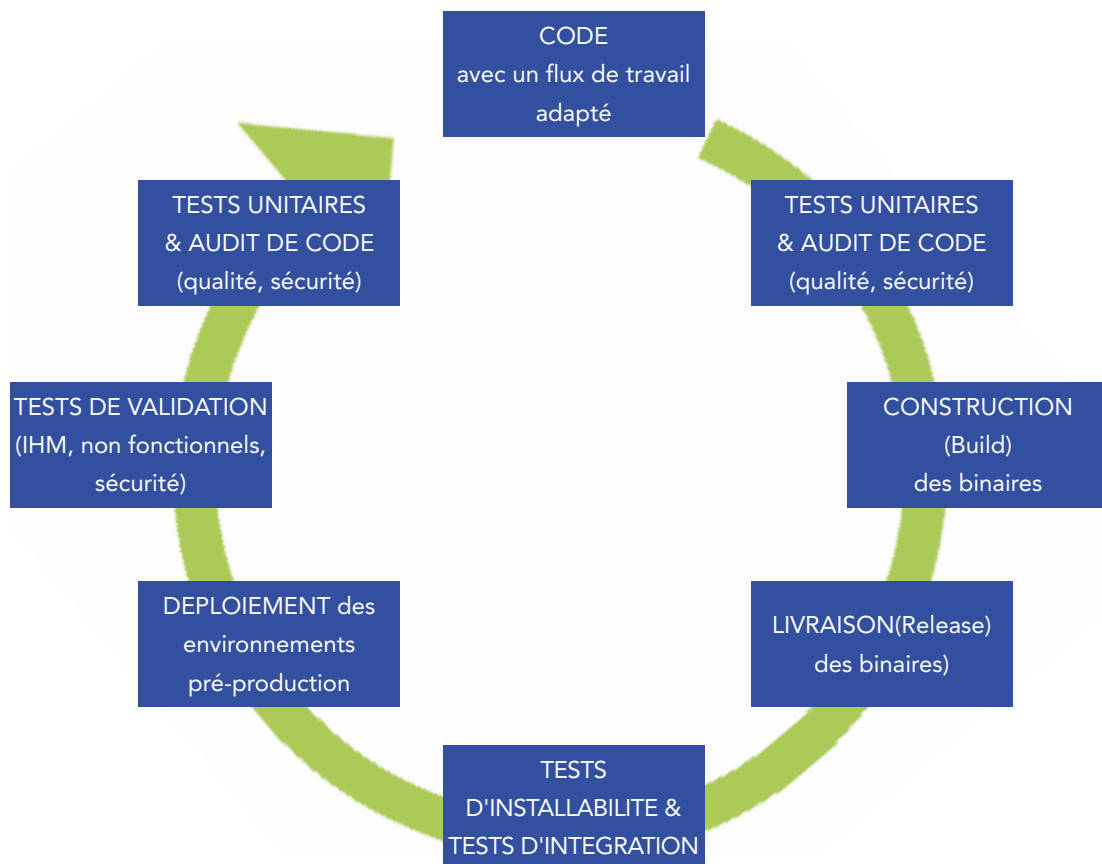 CODE
avec un flux de travail
adapté
TESTS UNITAIRES
& AUDIT DE CODE
(qualité, sécurité)
CONSTRUCTION
(Build)
des binaires
LIVRAISON(Release)
des binaires)
TESTS
D'INSTALLABILITE &
TESTS D'INTEGRATION
DEPLOIEMENT des
environnements
pré-production
TESTS DE VALIDATION
(IHM, non fonctionnels,
sécurité)
TESTS UNITAIRES
& AUDIT DE CODE
(qualité, sécurité)